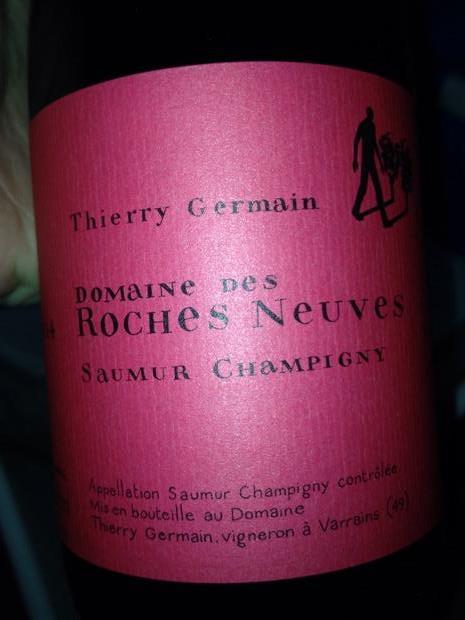 Thierry Germain
DOMAINE DES
ROCHES NEUVES
SAUMUR CHAMPIGNY
Appellation Saumur Champigny contrôlée
Mis en bouteille au Domaine
Thierry Germain. vigneron à Varrains (49)